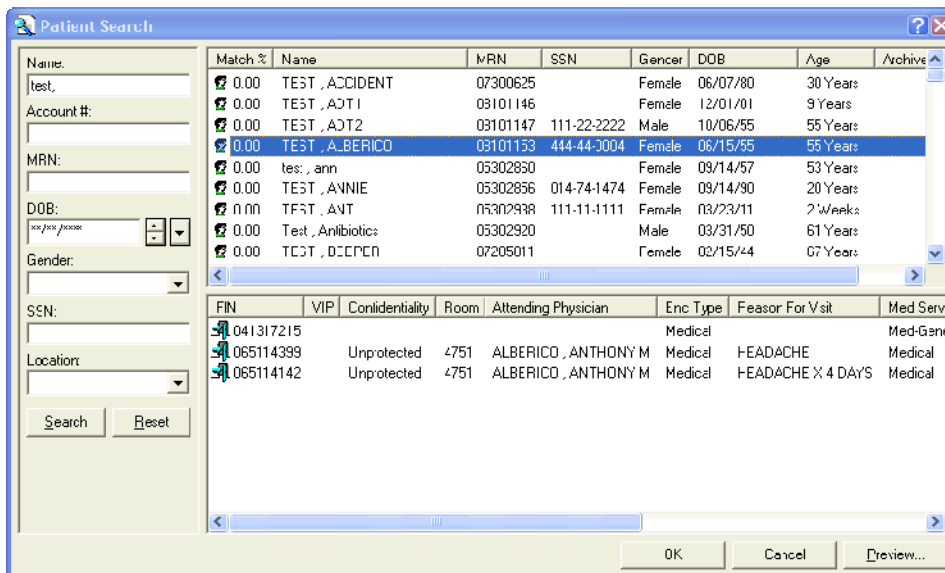 Patient Search
Name:
test,
Account #:
MRN:
DOB:
**/**/****
Gender:
SSN:
Location:
Search Reset
Match % Name MRN SSN Gender DOB Age Archive
0.00 TEST , ACCIDENT 07300625 Female 06/07/80 30 Years
0.00 TEST , ADT1 03101146 Female 12/01/01 9 Years
0.00 TEST , ADT2 03101147 111-22-2222 Male 10/06/55 55 Years
0.00 TEST , ALBERICO 03101153 444-44-0004 Female 06/15/55 55 Years
0.00 test , ann 05302860 Female 09/14/57 53 Years
0.00 TEST , ANNIE 05302856 014-74-1474 Female 09/14/90 20 Years
0.00 TEST , ANT 05302938 111-11-1111 Female 03/23/11 2 Weeks
0.00 Test , Antibiotics 05302920 Male 03/31/50 61 Years
0.00 TEST , BEEPER 07205011 Female 02/15/44 67 Years
FIN VIP Confidentiality Room Attending Physician Enc Type Reason For Visit Med Serv
041317215 Medical Med-Gene
065114399 Unprotected 4751 ALBERICO , ANTHONY M Medical HEADACHE Medical
065114142 Unprotected 4751 ALBERICO , ANTHONY M Medical HEADACHE X 4 DAYS Medical
OK Cancel Preview...